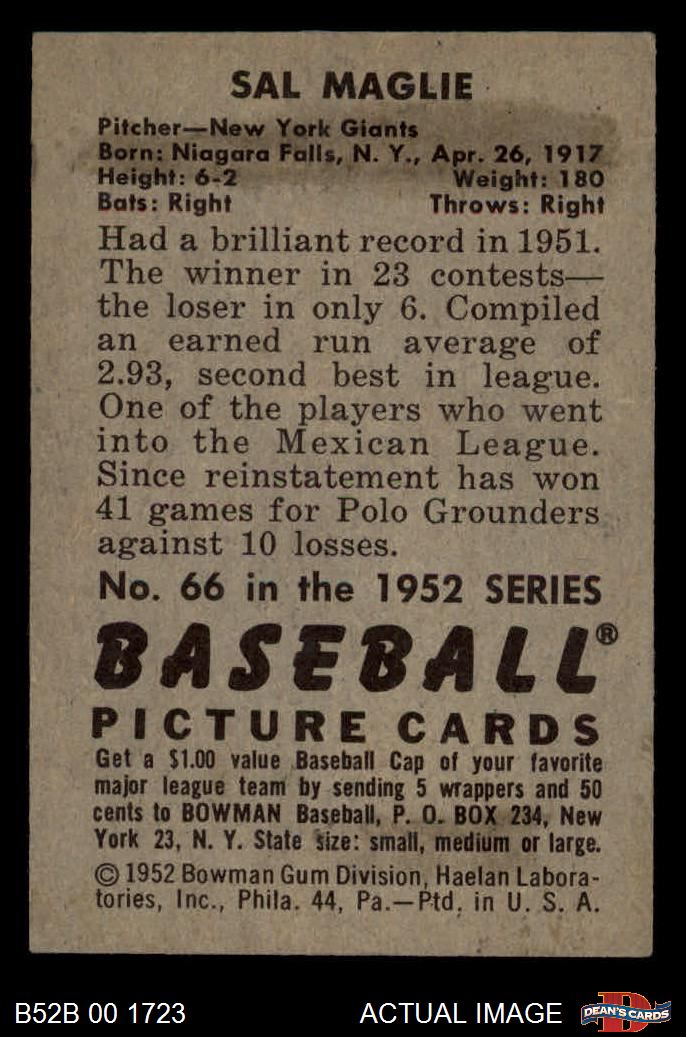 SAL MAGLIE
Pitcher—New York Giants
Born: Niagara Falls, N. Y., Apr. 26, 1917
Height: 6-2 Weight: 180
Bats: Right Throws: Right
Had a brilliant record in 1951.
The winner in 23 contests—
the loser in only 6. Compiled
an earned run average of
2.93, second best in league.
One of the players who went
into the Mexican League.
Since reinstatement has won
41 games for Polo Grounders
against 10 losses.
No. 66 in the 1952 SERIES
BASEBALL®
PICTURE CARDS
Get a $1.00 value Baseball Cap of your favorite
major league team by sending 5 wrappers and 50
cents to BOWMAN Baseball, P. O. BOX 234, New
York 23, N. Y. State size: small, medium or large.
© 1952 Bowman Gum Division, Haelan Labora-
tories, Inc., Phila. 44, Pa.—Ptd. in U. S. A.
B52B 00 1723 ACTUAL IMAGE
D
DEAN'S CARDS